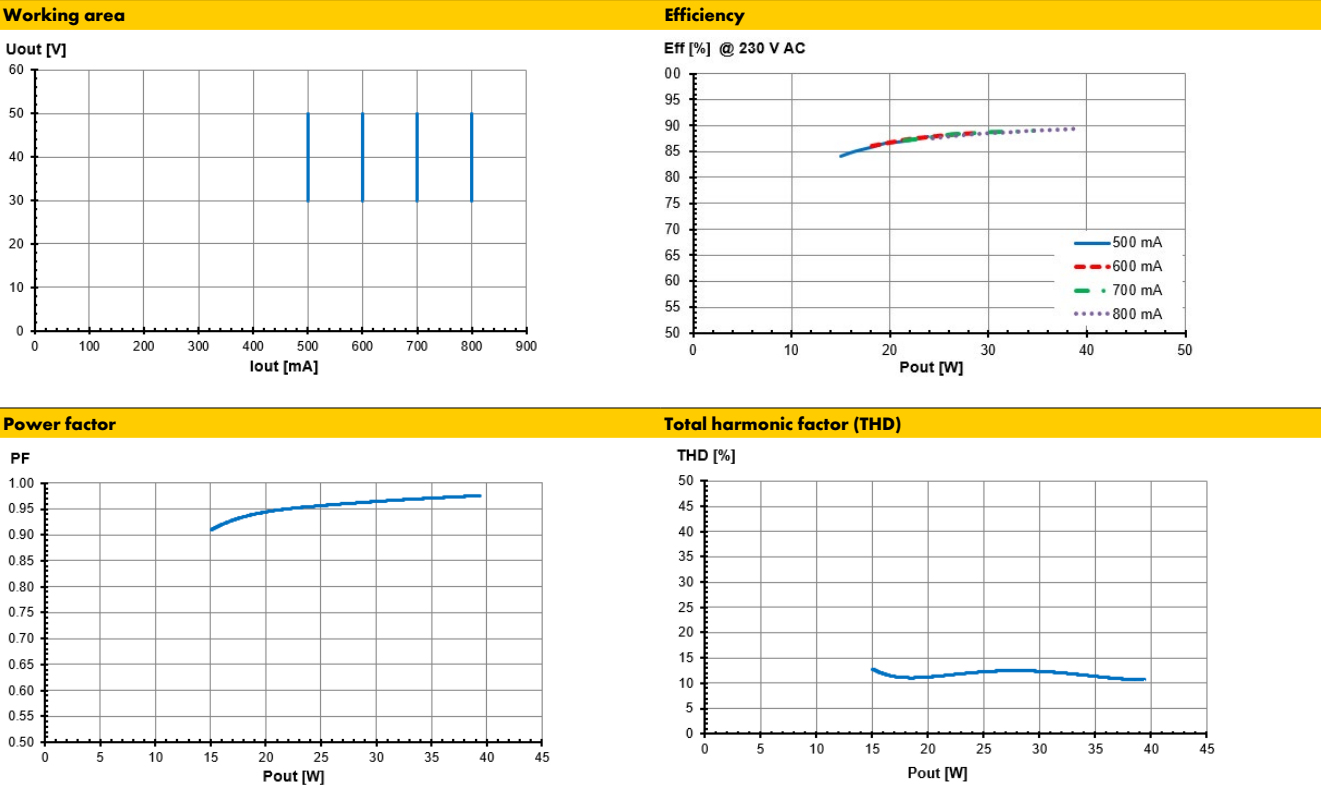 Working area
Uout [V]
60
50
40
30
20
10
0
0 100 200 300 400 500 600 700 800 900
Iout [mA]
Efficiency
Eff [%] @ 230 V AC
00
95
90
85
80
75
70
65
60
55
50
500 mA
600 mA
700 mA
800 mA
0 10 20 30 40 50
Pout [W]
Power factor
PF
1.00
0.95
0.90
0.85
0.80
0.75
0.70
0.65
0.60
0.55
0.50
0 5 10 15 20 25 30 35 40 45
Pout [W]
Total harmonic factor (THD)
THD [%]
50
45
40
35
30
25
20
15
10
5
0
0 5 10 15 20 25 30 35 40 45
Pout [W]